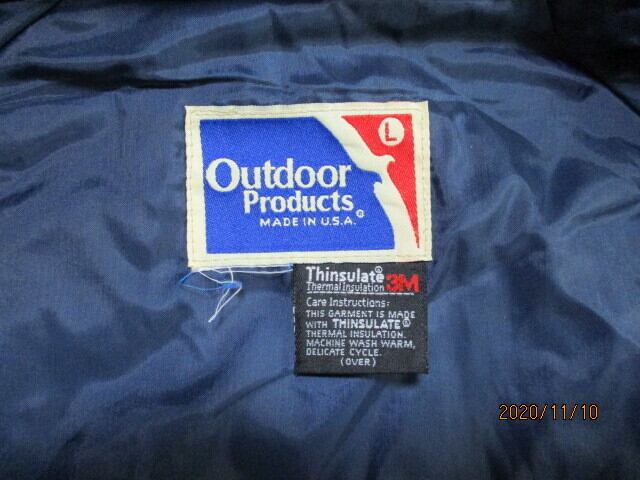 L
Outdoor
Products®
MADE IN U.S.A.
Thinsulate®
Thermal Insulation 3M
Care Instructions:
THIS GARMENT IS MADE
WITH THINSULATE®
THERMAL INSULATION.
MACHINE WASH WARM,
DELICATE CYCLE.
(OVER)
2020/11/10